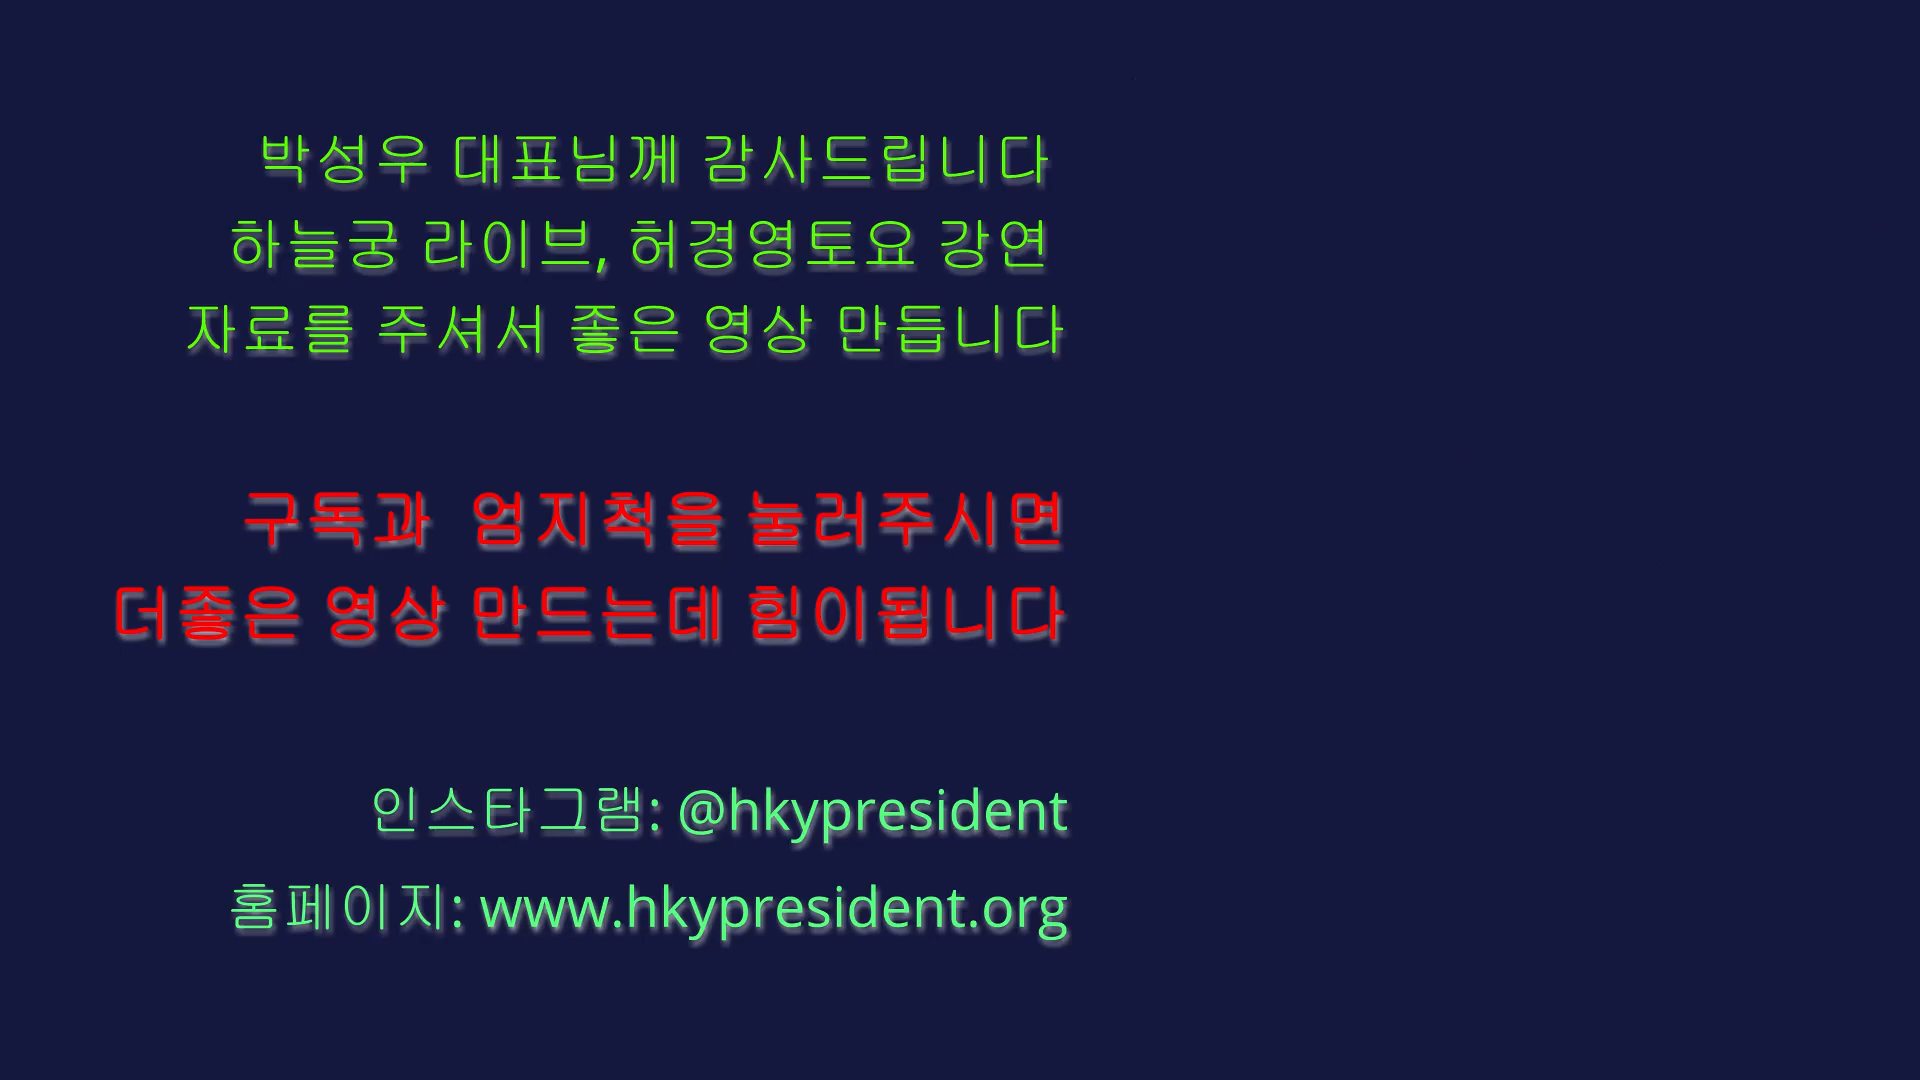 박성우 대표님께 감사드립니다
하늘궁 라이브, 허경영토요 강연
자료를 주셔서 좋은 영상 만듭니다
구독과 엄지척을 눌러주시면
더좋은 영상 만드는데 힘이됩니다
인스타그램: @hkypresident
홈페이지: www.hkypresident.org